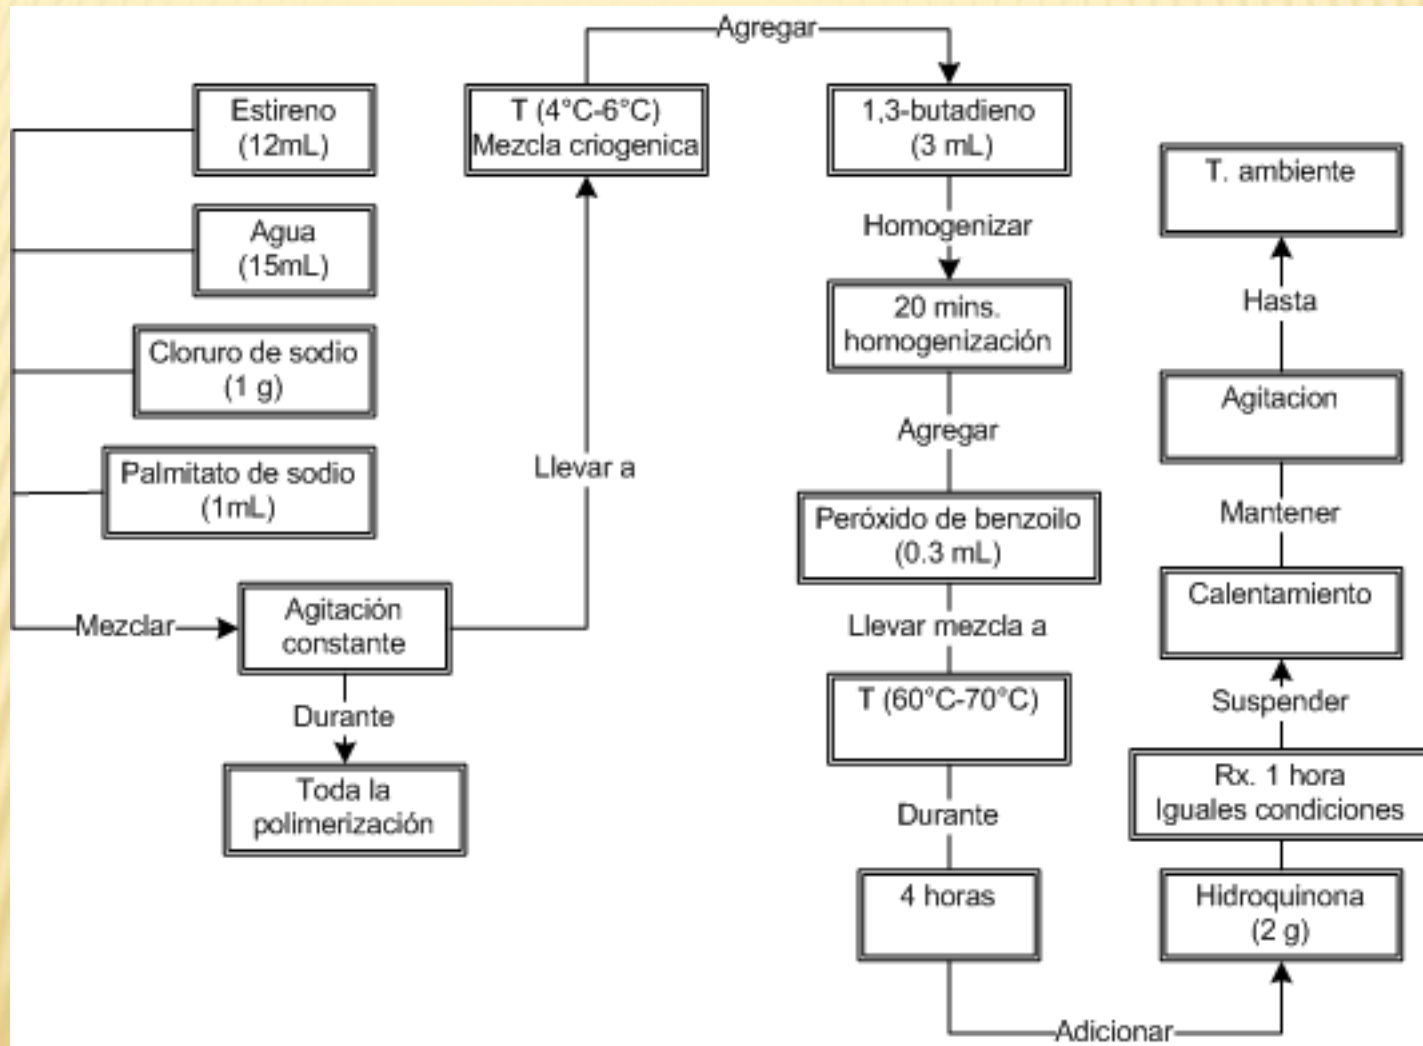 Estireno
(12mL)
Agua
(15mL)
Cloruro de sodio
(1 g)
Palmitato de sodio
(1mL)
Mezclar
Agitación
constante
Durante
Toda la
polimerización
Llevar a
T (4°C-6°C)
Mezcla criogenica
Agregar
1,3-butadieno
(3 mL)
Homogenizar
20 mins.
homogenización
Agregar
Peróxido de benzoilo
(0.3 mL)
Llevar mezcla a
T (60°C-70°C)
Durante
4 horas
Adicionar
Hidroquinona
(2 g)
Rx. 1 hora
Iguales condiciones
Suspender
Calentamiento
Mantener
Agitacion
Hasta
T. ambiente